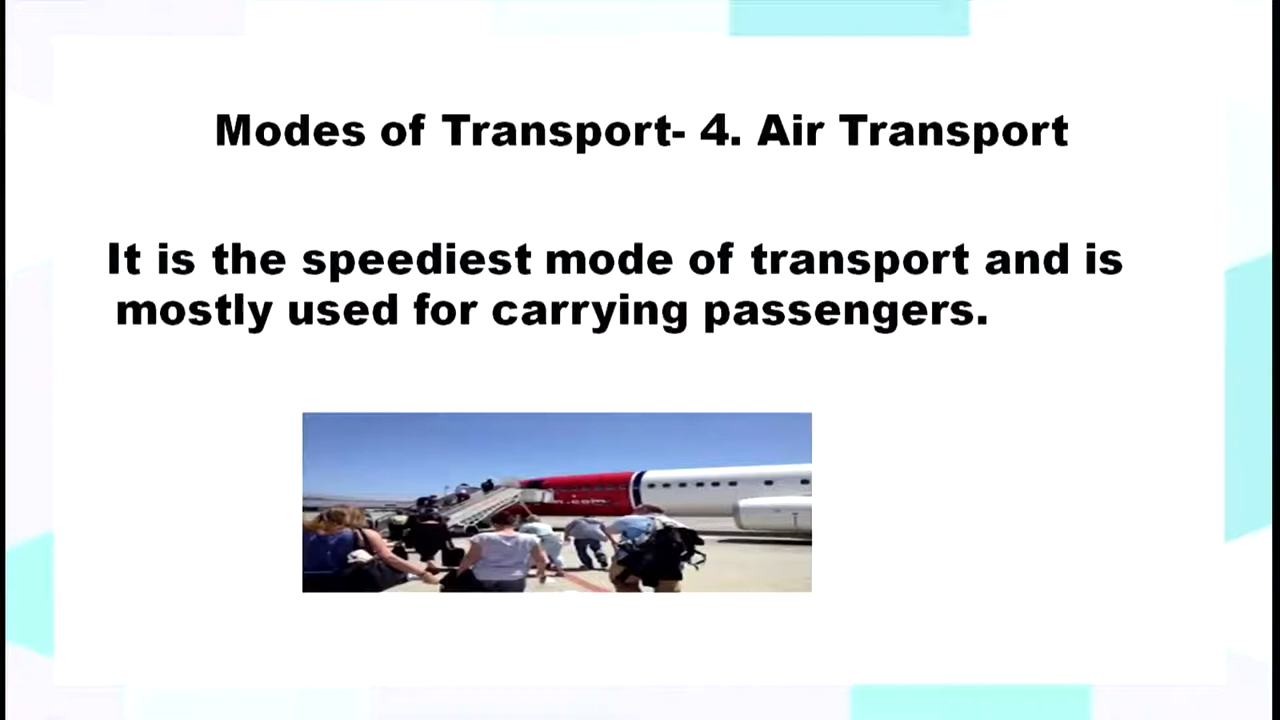 Modes of Transport- 4. Air Transport
It is the speediest mode of transport and is
mostly used for carrying passengers.
n.com